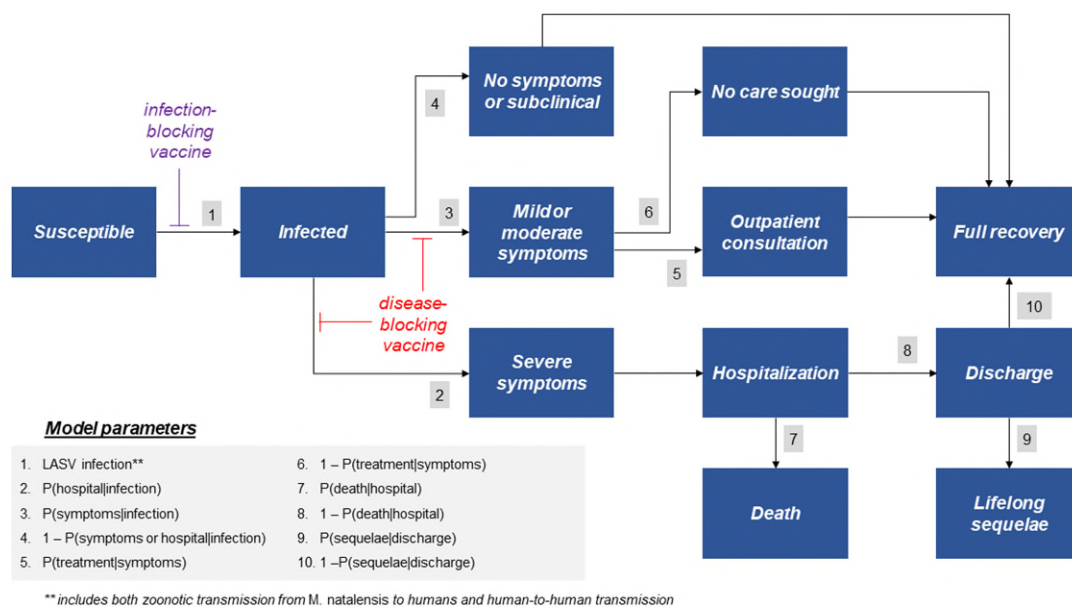 No symptoms
or subclinical
No care sought
4
infection-
blocking
vaccine
1
3
6
Susceptible
Infected
Mild or
moderate
symptoms
Outpatient
consultation
Full recovery
5
disease-
blocking
vaccine
10
8
Severe
symptoms
Hospitalization
Discharge
2
Model parameters
7
9
1. LASV infection**
2. P(hospital|infection)
3. P(symptoms|infection)
4. 1 – P(symptoms or hospital|infection)
5. P(treatment|symptoms)
6. 1 – P(treatment|symptoms)
7. P(death|hospital)
8. 1 – P(death|hospital)
9. P(sequelae|discharge)
10. 1 –P(sequelae|discharge)
Death
Lifelong
sequelae
** includes both zoonotic transmission from M. natalensis to humans and human-to-human transmission